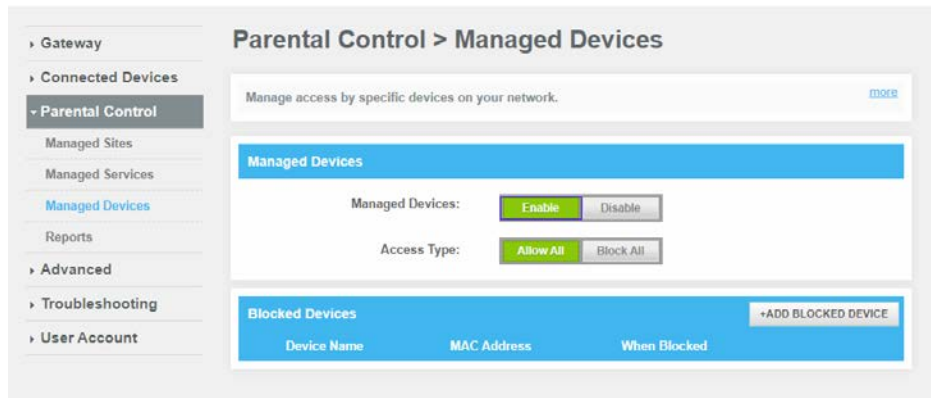 Gateway
Connected Devices
Parental Control
Managed Sites
Managed Services
Managed Devices
Reports
Advanced
Troubleshooting
User Account
Parental Control > Managed Devices
Manage access by specific devices on your network. more
Managed Devices
Managed Devices: Enable Disable
Access Type: Allow All Block All
Blocked Devices +ADD BLOCKED DEVICE
Device Name MAC Address When Blocked